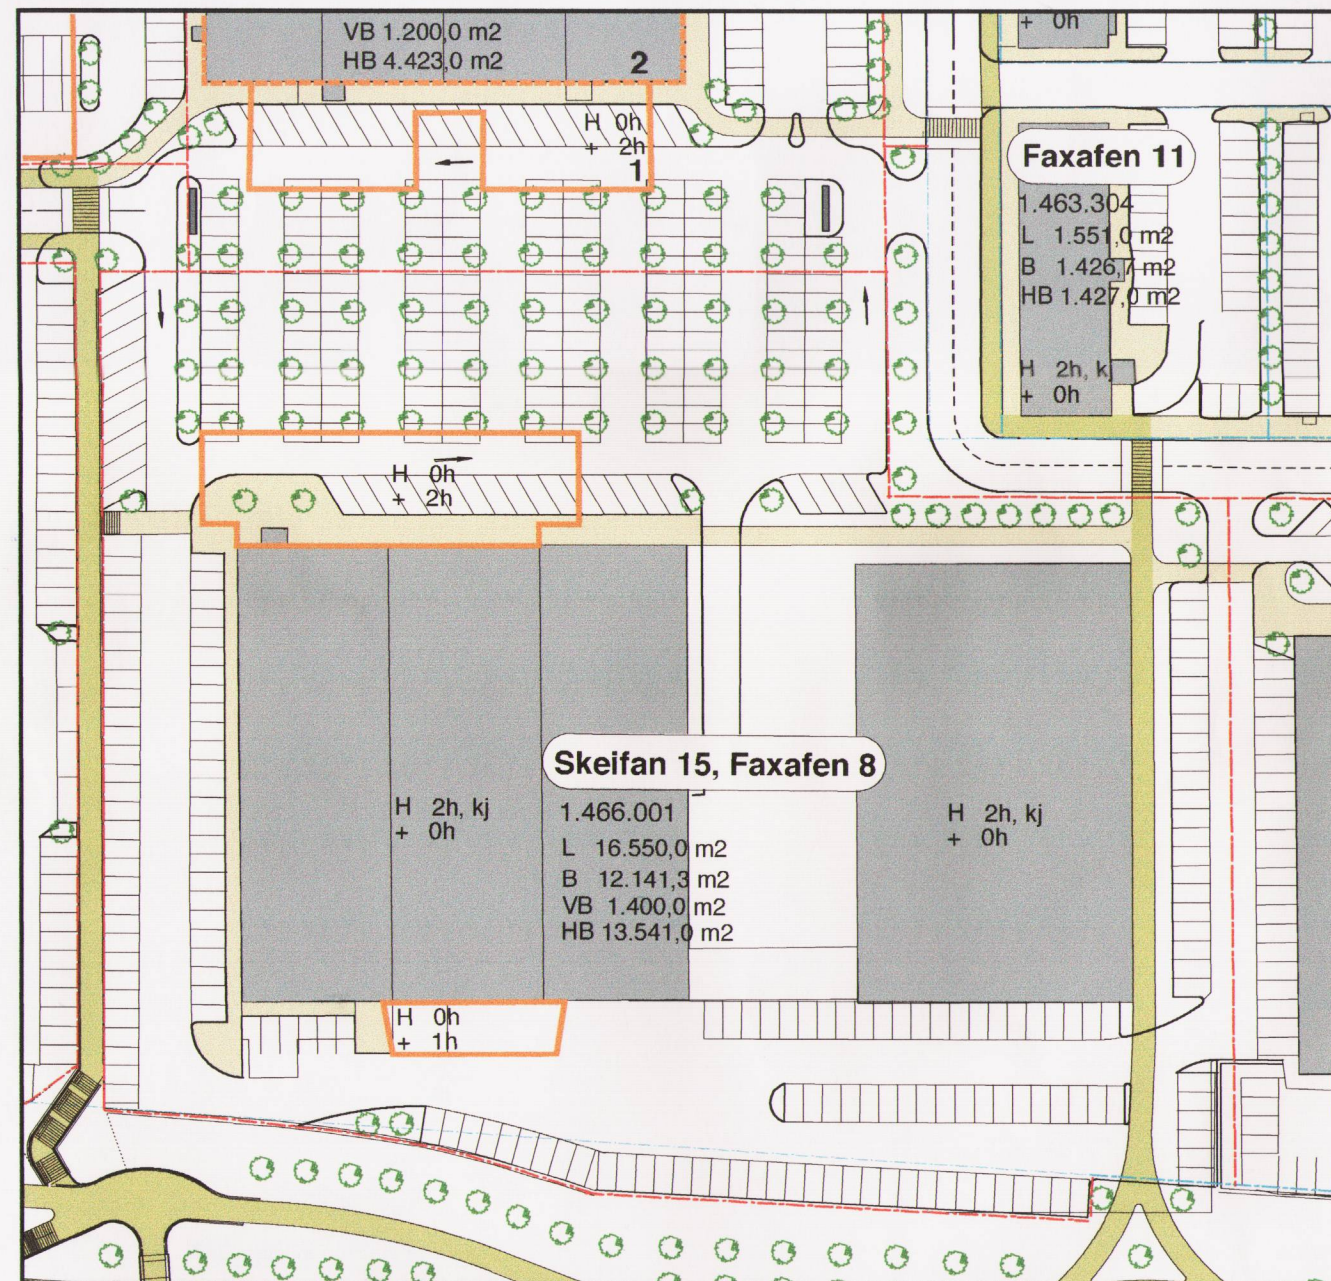 VB 1.200,0 m2
HB 4.423,0 m2
2
+ 0h
H 0h
+ 2h
1
Faxafen 11
1.463.304
L 1.551,0 m2
B 1.426,7 m2
HB 1.427,0 m2
H 2h, kj
+ 0h
H 0h
+ 2h
Skeifan 15, Faxafen 8
1.466.001
L 16.550,0 m2
B 12.141,3 m2
VB 1.400,0 m2
HB 13.541,0 m2
H 2h, kj
+ 0h
H 2h, kj
+ 0h
H 0h
+ 1h